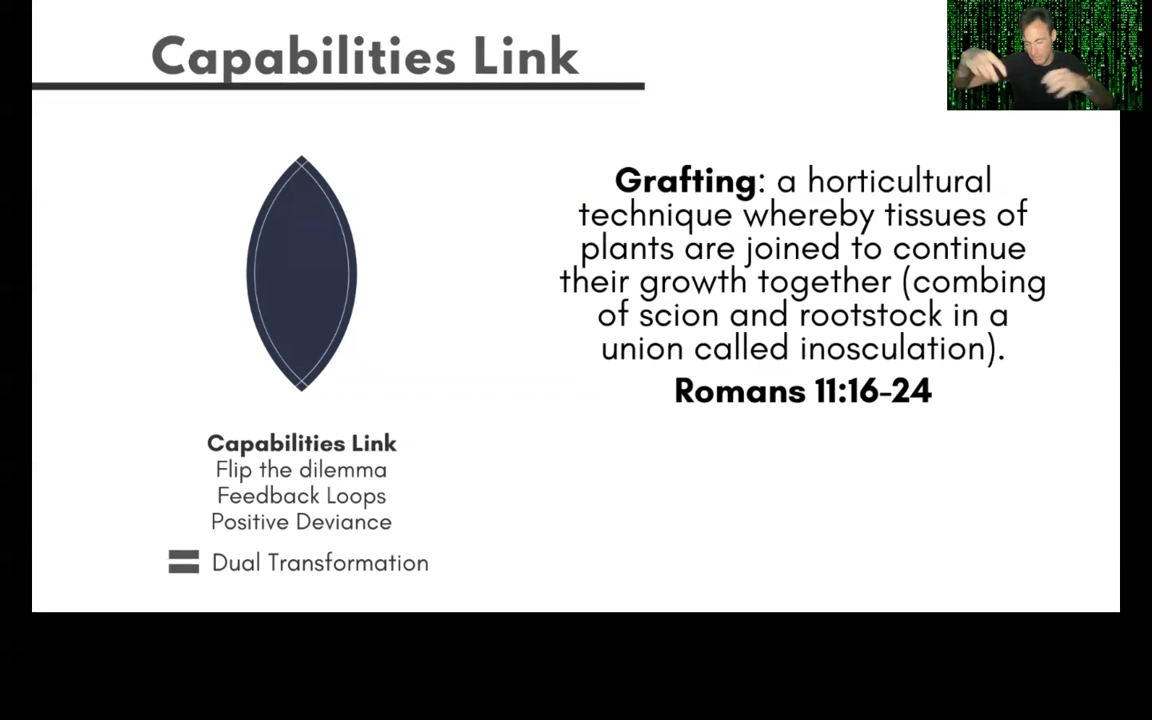 Capabilities Link
Grafting: a horticultural
technique whereby tissues of
plants are joined to continue
their growth together (combing
of scion and rootstock in a
union called inosculation).
Romans 11:16-24
Capabilities Link
Flip the dilemma
Feedback Loops
Positive Deviance
Dual Transformation